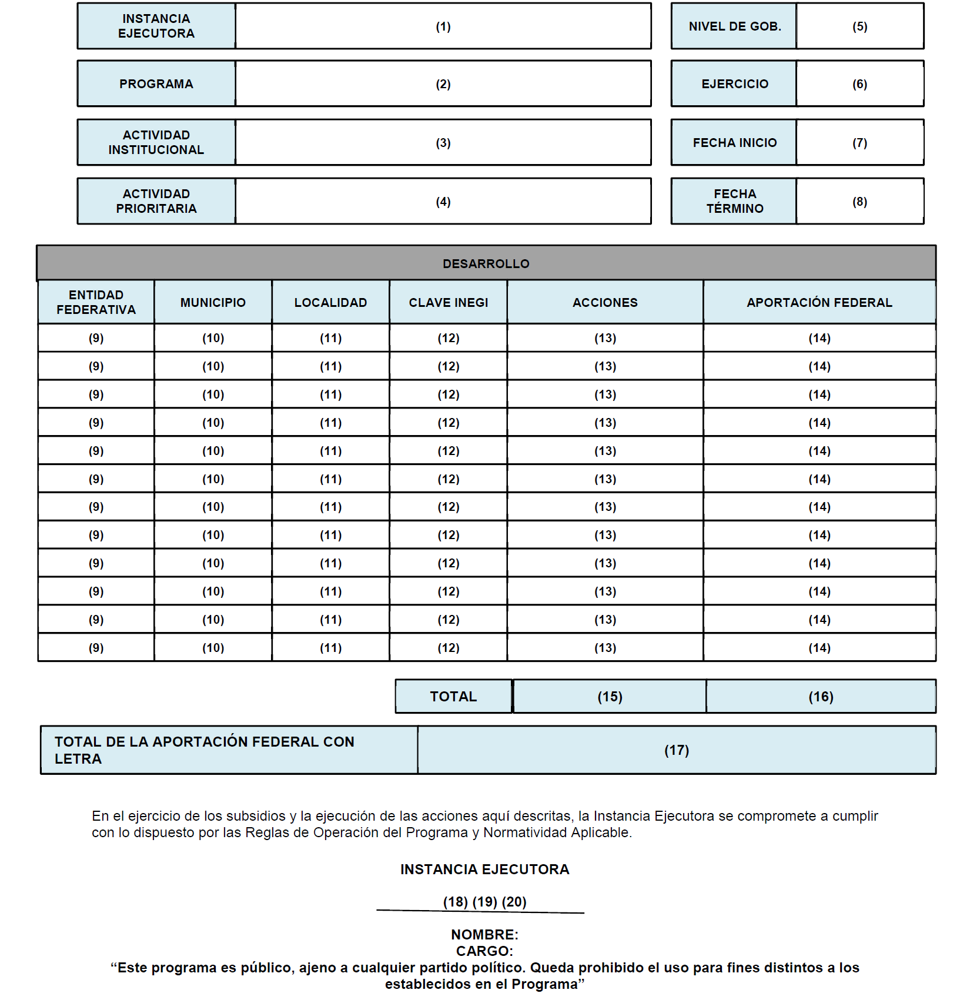 INSTANCIA
EJECUTORA
(1)
NIVEL DE GOB.
(5)
PROGRAMA
(2)
EJERCICIO
(6)
ACTIVIDAD
INSTITUCIONAL
(3)
FECHA INICIO
(7)
ACTIVIDAD
PRIORITARIA
(4)
FECHA
TÉRMINO
(8)
DESARROLLO
ENTIDAD
FEDERATIVA
MUNICIPIO
LOCALIDAD
CLAVE INEGI
ACCIONES
APORTACIÓN FEDERAL
(9) (10) (11) (12) (13) (14)
(9) (10) (11) (12) (13) (14)
(9) (10) (11) (12) (13) (14)
(9) (10) (11) (12) (13) (14)
(9) (10) (11) (12) (13) (14)
(9) (10) (11) (12) (13) (14)
(9) (10) (11) (12) (13) (14)
(9) (10) (11) (12) (13) (14)
(9) (10) (11) (12) (13) (14)
(9) (10) (11) (12) (13) (14)
(9) (10) (11) (12) (13) (14)
(9) (10) (11) (12) (13) (14)
TOTAL (15) (16)
TOTAL DE LA APORTACIÓN FEDERAL CON
LETRA
(17)
En el ejercicio de los subsidios y la ejecución de las acciones aquí descritas, la Instancia Ejecutora se compromete a cumplir
con lo dispuesto por las Reglas de Operación del Programa y Normatividad Aplicable.
INSTANCIA EJECUTORA
(18) (19) (20)
NOMBRE:
CARGO:
“Este programa es público, ajeno a cualquier partido político. Queda prohibido el uso para fines distintos a los
establecidos en el Programa”